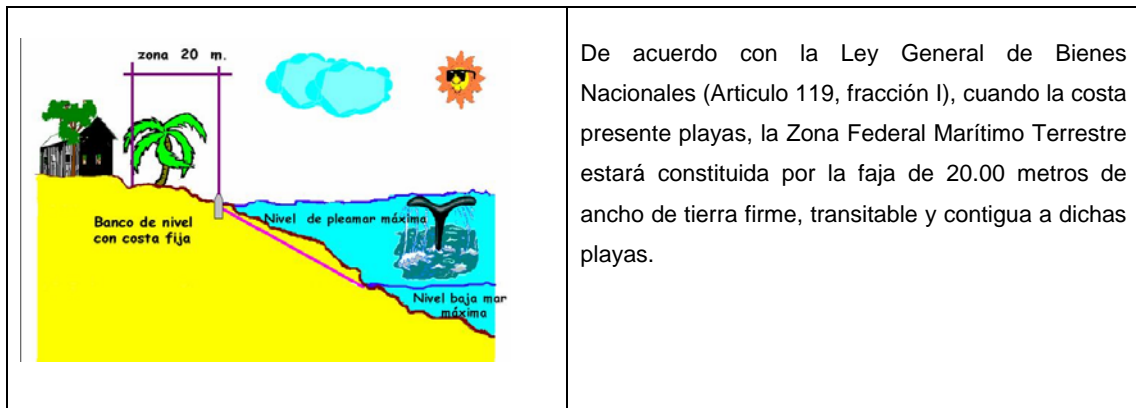 zona 20 m.
Banco de nivel
con costa fija
Nivel de pleamar máxima
Nivel baja mar
máxima
De acuerdo con la Ley General de Bienes
Nacionales (Articulo 119, fracción I), cuando la costa
presente playas, la Zona Federal Marítimo Terrestre
estará constituida por la faja de 20.00 metros de
ancho de tierra firme, transitable y contigua a dichas
playas.